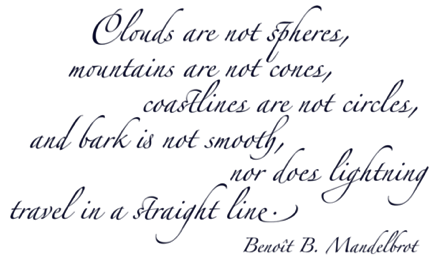 Clouds are not spheres,
mountains are not cones,
coastlines are not circles,
and bark is not smooth,
nor does lightning
travel in a straight line.
Benoît B. Mandelbrot